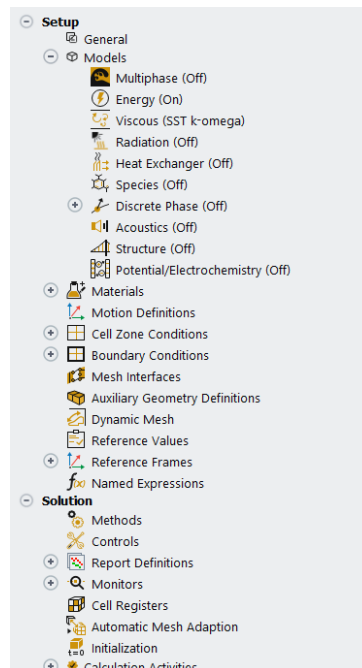 Setup
General
Models
Multiphase (Off)
Energy (On)
Viscous (SST k-omega)
Radiation (Off)
Heat Exchanger (Off)
Species (Off)
Discrete Phase (Off)
Acoustics (Off)
Structure (Off)
Potential/Electrochemistry (Off)
Materials
Motion Definitions
Cell Zone Conditions
Boundary Conditions
Mesh Interfaces
Auxiliary Geometry Definitions
Dynamic Mesh
Reference Values
Reference Frames
f(x) Named Expressions
Solution
Methods
Controls
Report Definitions
Monitors
Cell Registers
Automatic Mesh Adaption
t=0 Initialization
Calculation Activities